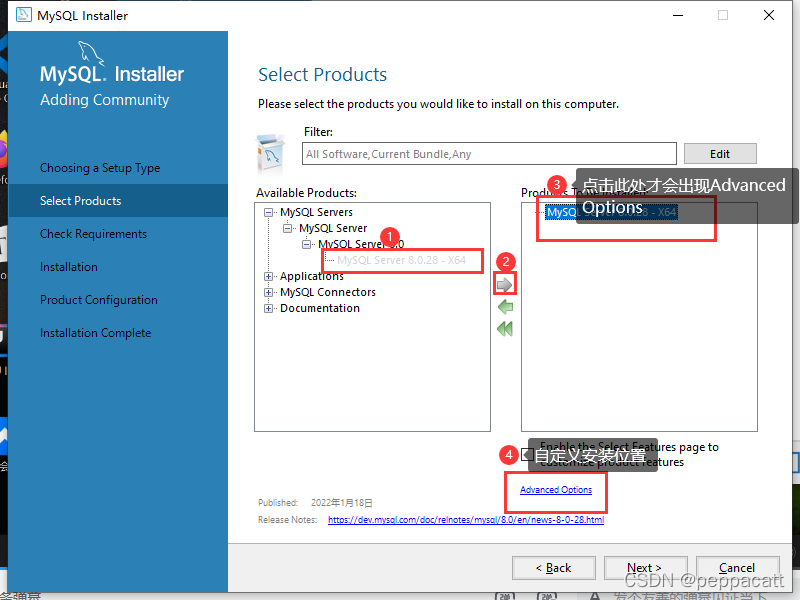 MySQL Installer
MySQL. Installer
Adding Community
Choosing a Setup Type
Select Products
Check Requirements
Installation
Product Configuration
Installation Complete
Select Products
Please select the products you would like to install on this computer.
Filter:
All Software,Current Bundle,Any
Edit
Available Products:
MySQL Servers
MySQL Server
MySQL Server 8.0
1
MySQL Server 8.0.28 - X64
Applications
MySQL Connectors
Documentation
2
3
点击此处才会出现Advanced
Options
4
自定义安装位置
Enable the Select Features page to
customize product features
Advanced Options
Published: 2022年1月18日
Release Notes: https://dev.mysql.com/doc/relnotes/mysql/8.0/en/news-8-0-28.html
< Back
Next >
Cancel
CSDN @peppacatt